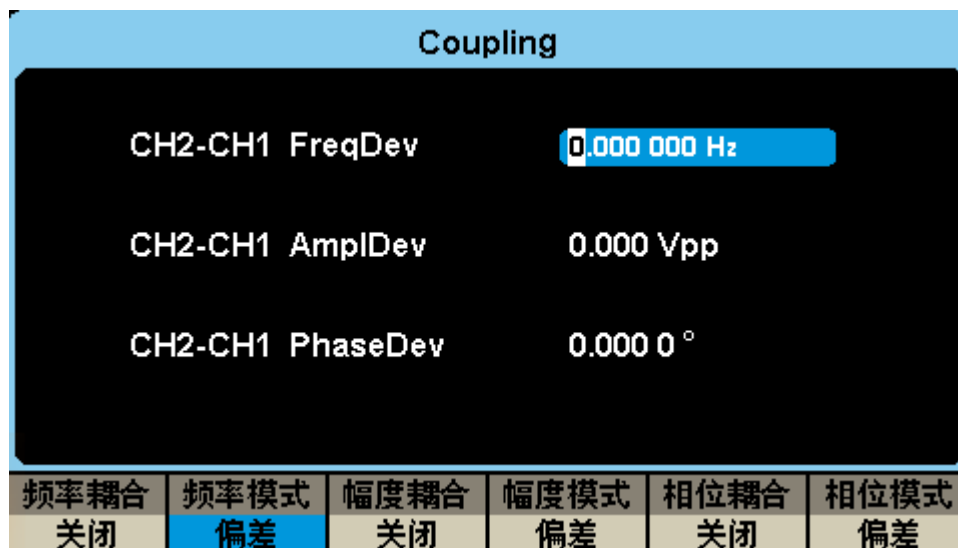 Coupling
CH2-CH1 FreqDev 0.000 000 Hz
CH2-CH1 AmplDev 0.000 Vpp
CH2-CH1 PhaseDev 0.000 0 °
频率耦合 频率模式 幅度耦合 幅度模式 相位耦合 相位模式
关闭 偏差 关闭 偏差 关闭 偏差